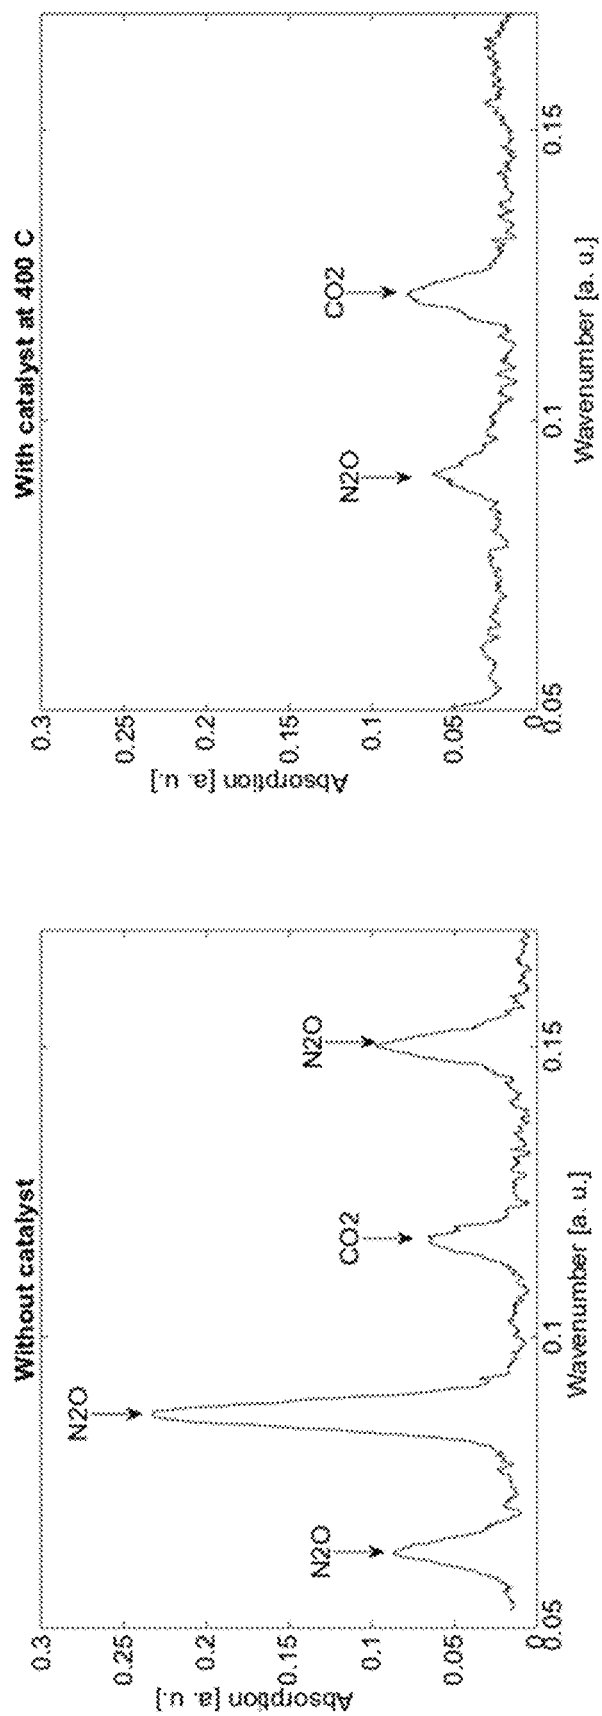 Without catalyst
0.3
0.25
0.2
0.15
0.1
0.05
0
Absorption [a. u.]
N2O
N2O
CO2
N2O
0.05
0.1
0.15
Wavenumber [a. u.]
With catalyst at 400 C
0.3
0.25
0.2
0.15
0.1
0.05
0
Absorption [a. u.]
N2O
CO2
0.05
0.1
0.15
Wavenumber [a. u.]